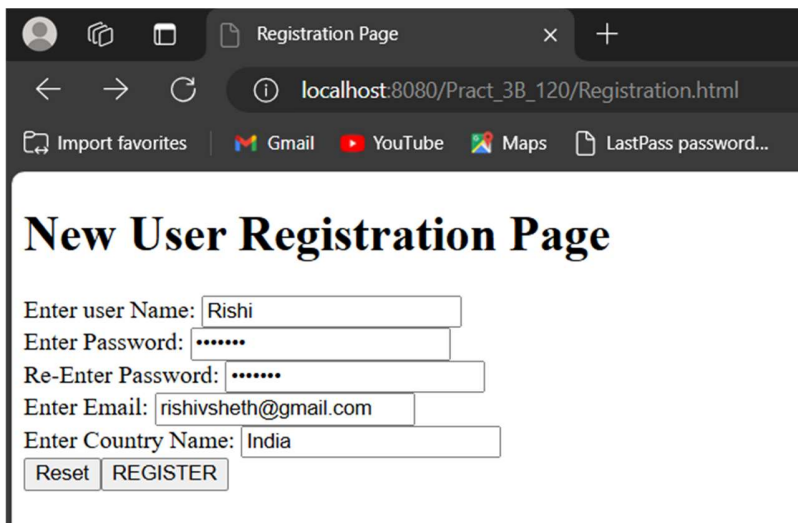 Registration Page
localhost:8080/Pract_3B_120/Registration.html
Import favorites Gmail YouTube Maps LastPass password...
New User Registration Page
Enter user Name: Rishi
Enter Password: •••••••
Re-Enter Password: •••••••
Enter Email: rishivsheth@gmail.com
Enter Country Name: India
Reset REGISTER